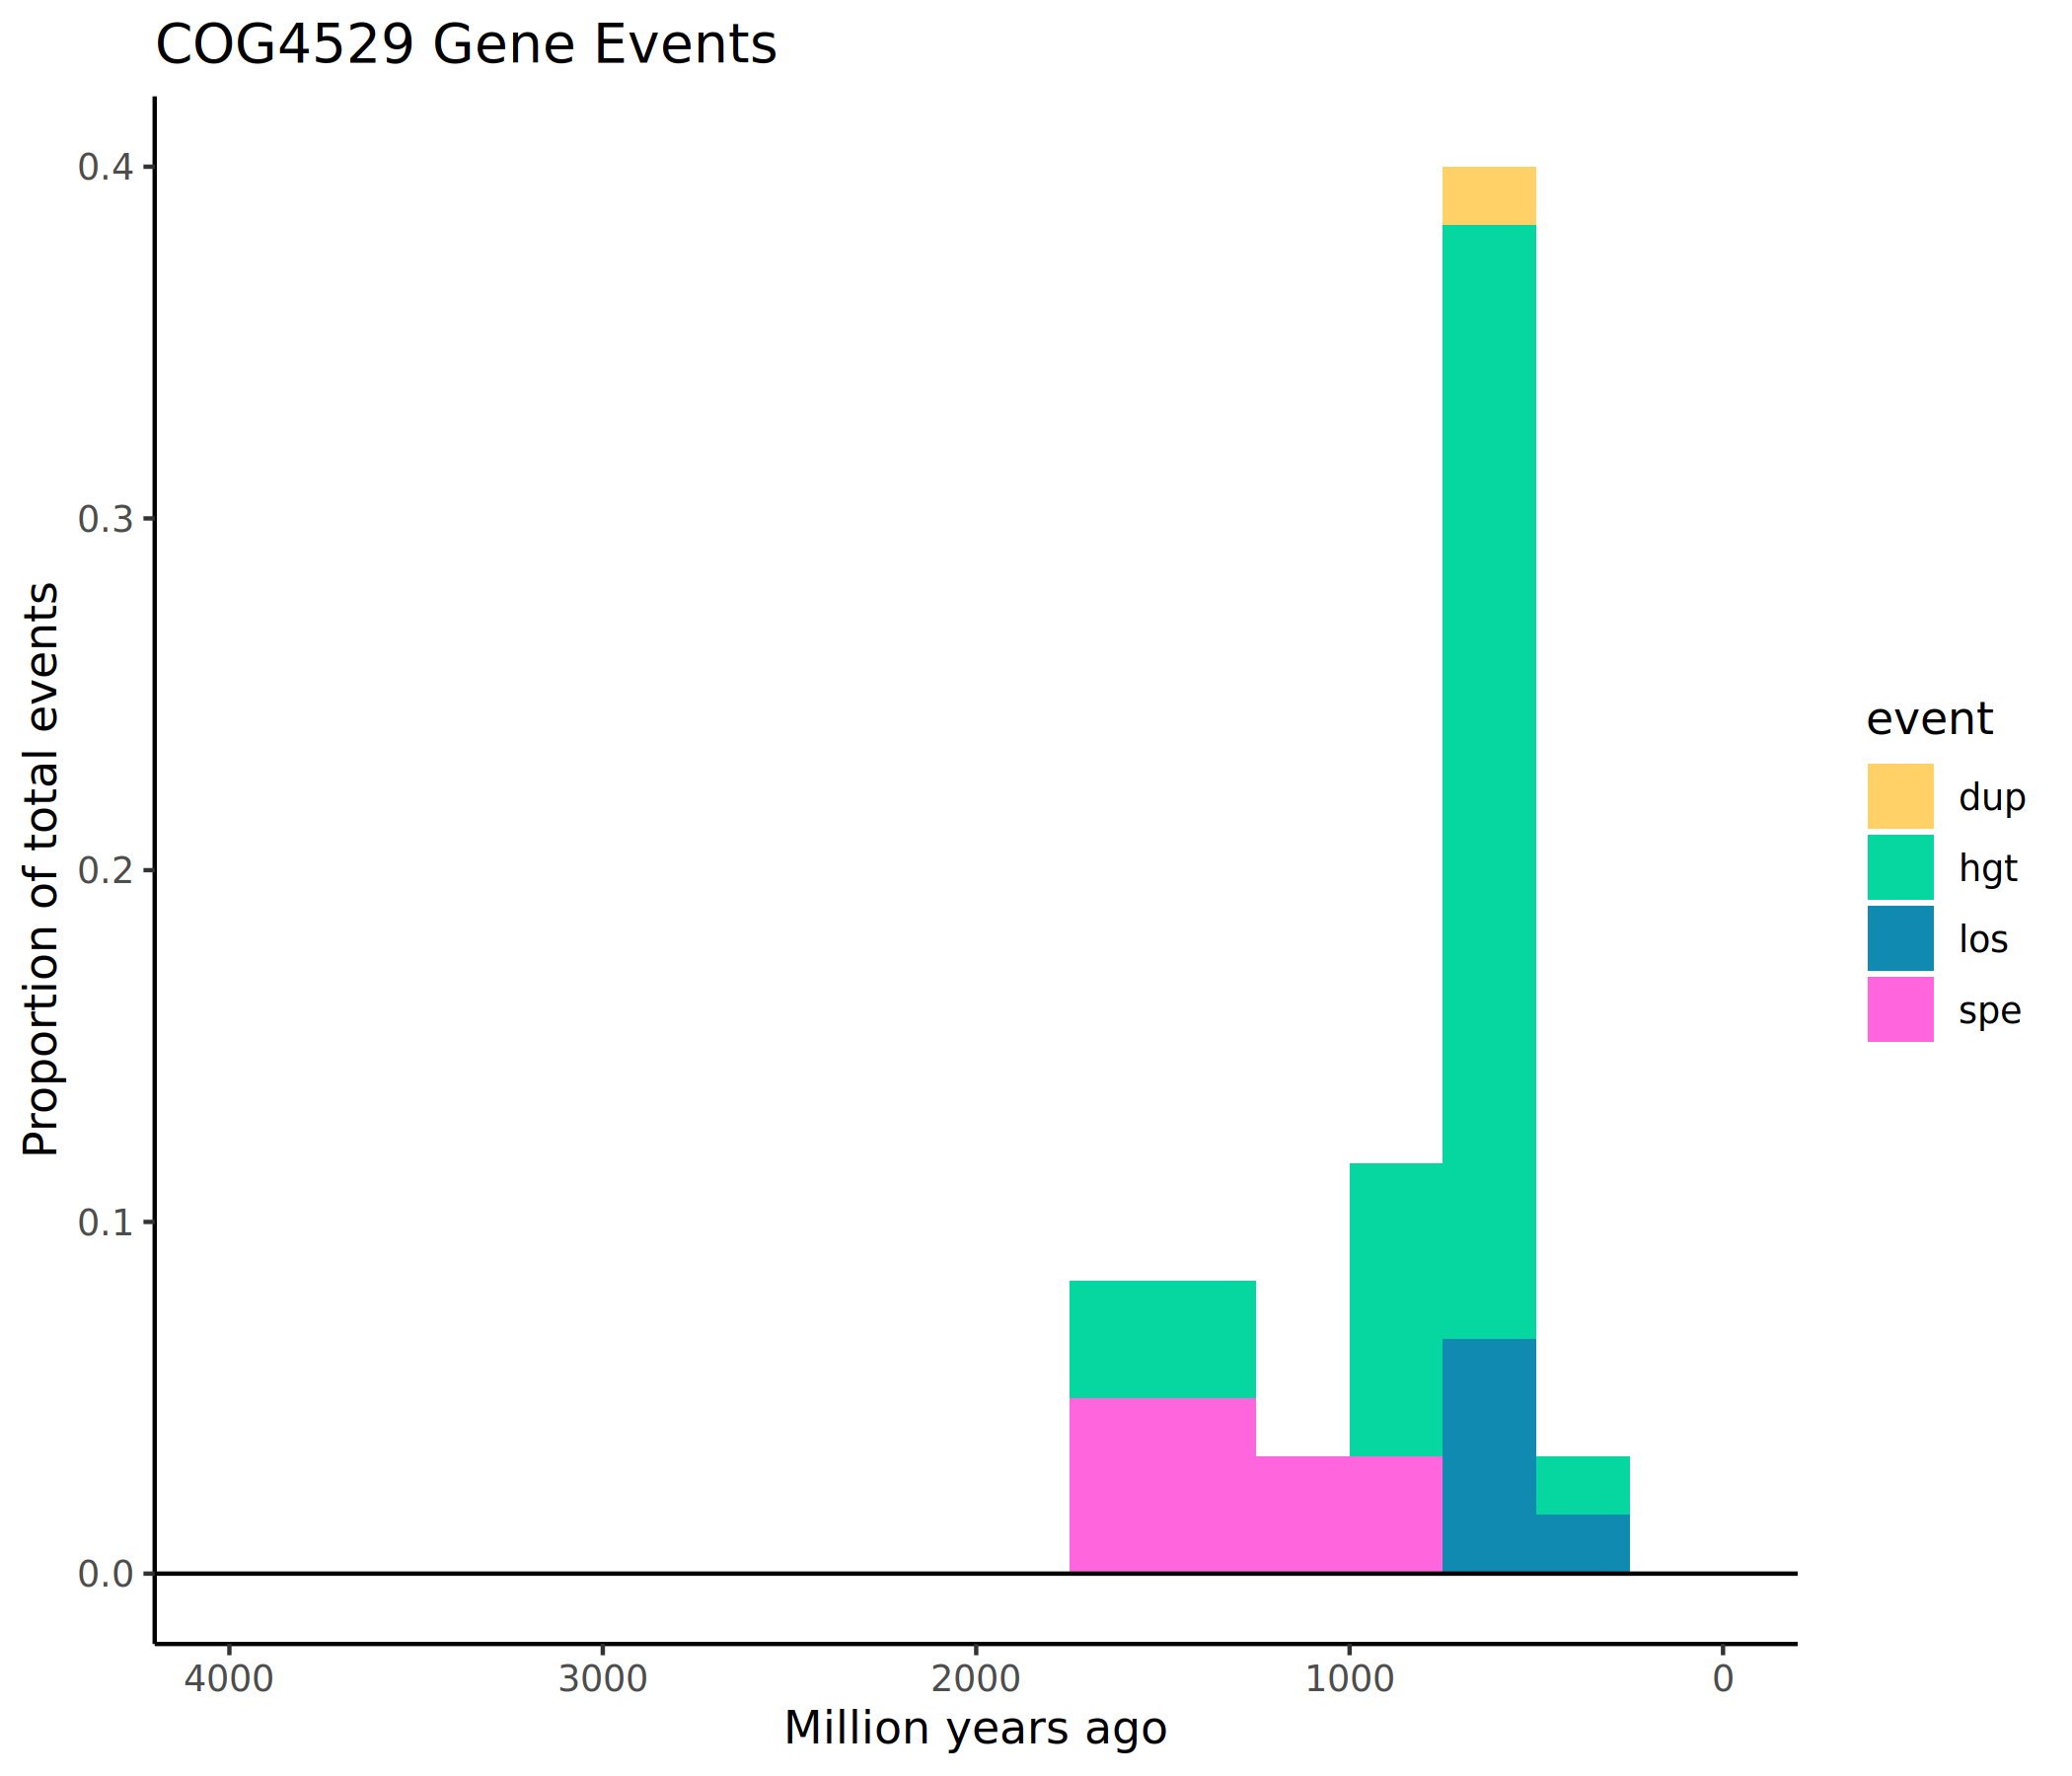 COG4529 Gene Events
Proportion of total events
0.4
0.3
0.2
0.1
0.0
4000 3000 2000 1000 0
Million years ago
event
dup
hgt
los
spe